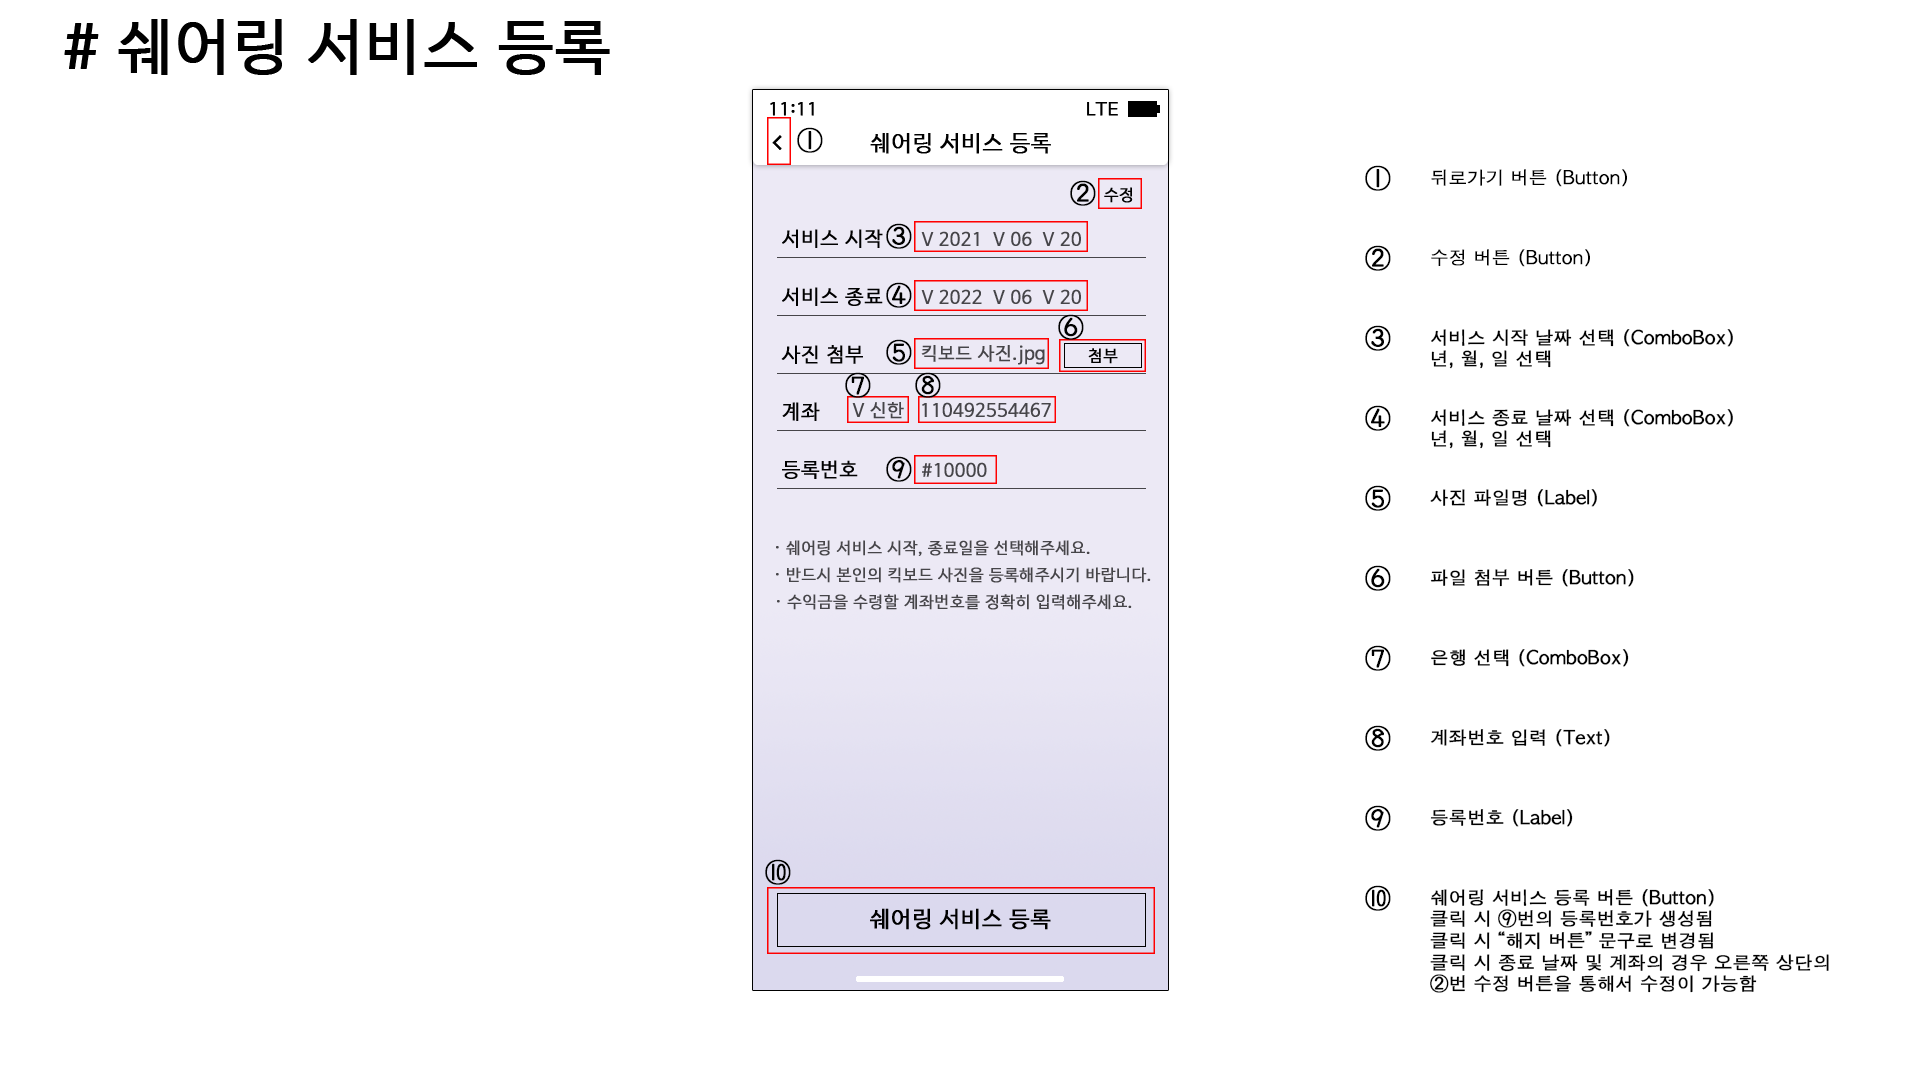 # 쉐어링 서비스 등록
11:11 LTE
< ① 쉐어링 서비스 등록
② 수정
서비스 시작 ③ V 2021 V 06 V 20
서비스 종료 ④ V 2022 V 06 V 20
⑥
사진 첨부 ⑤ 킥보드 사진.jpg 첨부
⑦ ⑧
계좌 V 신한 110492554467
등록번호 ⑨ #10000
· 쉐어링 서비스 시작, 종료일을 선택해주세요.
· 반드시 본인의 킥보드 사진을 등록해주시기 바랍니다.
· 수익금을 수령할 계좌번호를 정확히 입력해주세요.
⑩
쉐어링 서비스 등록
① 뒤로가기 버튼 (Button)
② 수정 버튼 (Button)
③ 서비스 시작 날짜 선택 (ComboBox)
년, 월, 일 선택
④ 서비스 종료 날짜 선택 (ComboBox)
년, 월, 일 선택
⑤ 사진 파일명 (Label)
⑥ 파일 첨부 버튼 (Button)
⑦ 은행 선택 (ComboBox)
⑧ 계좌번호 입력 (Text)
⑨ 등록번호 (Label)
⑩ 쉐어링 서비스 등록 버튼 (Button)
클릭 시 ⑨번의 등록번호가 생성됨
클릭 시 “해지 버튼” 문구로 변경됨
클릭 시 종료 날짜 및 계좌의 경우 오른쪽 상단의
②번 수정 버튼을 통해서 수정이 가능함